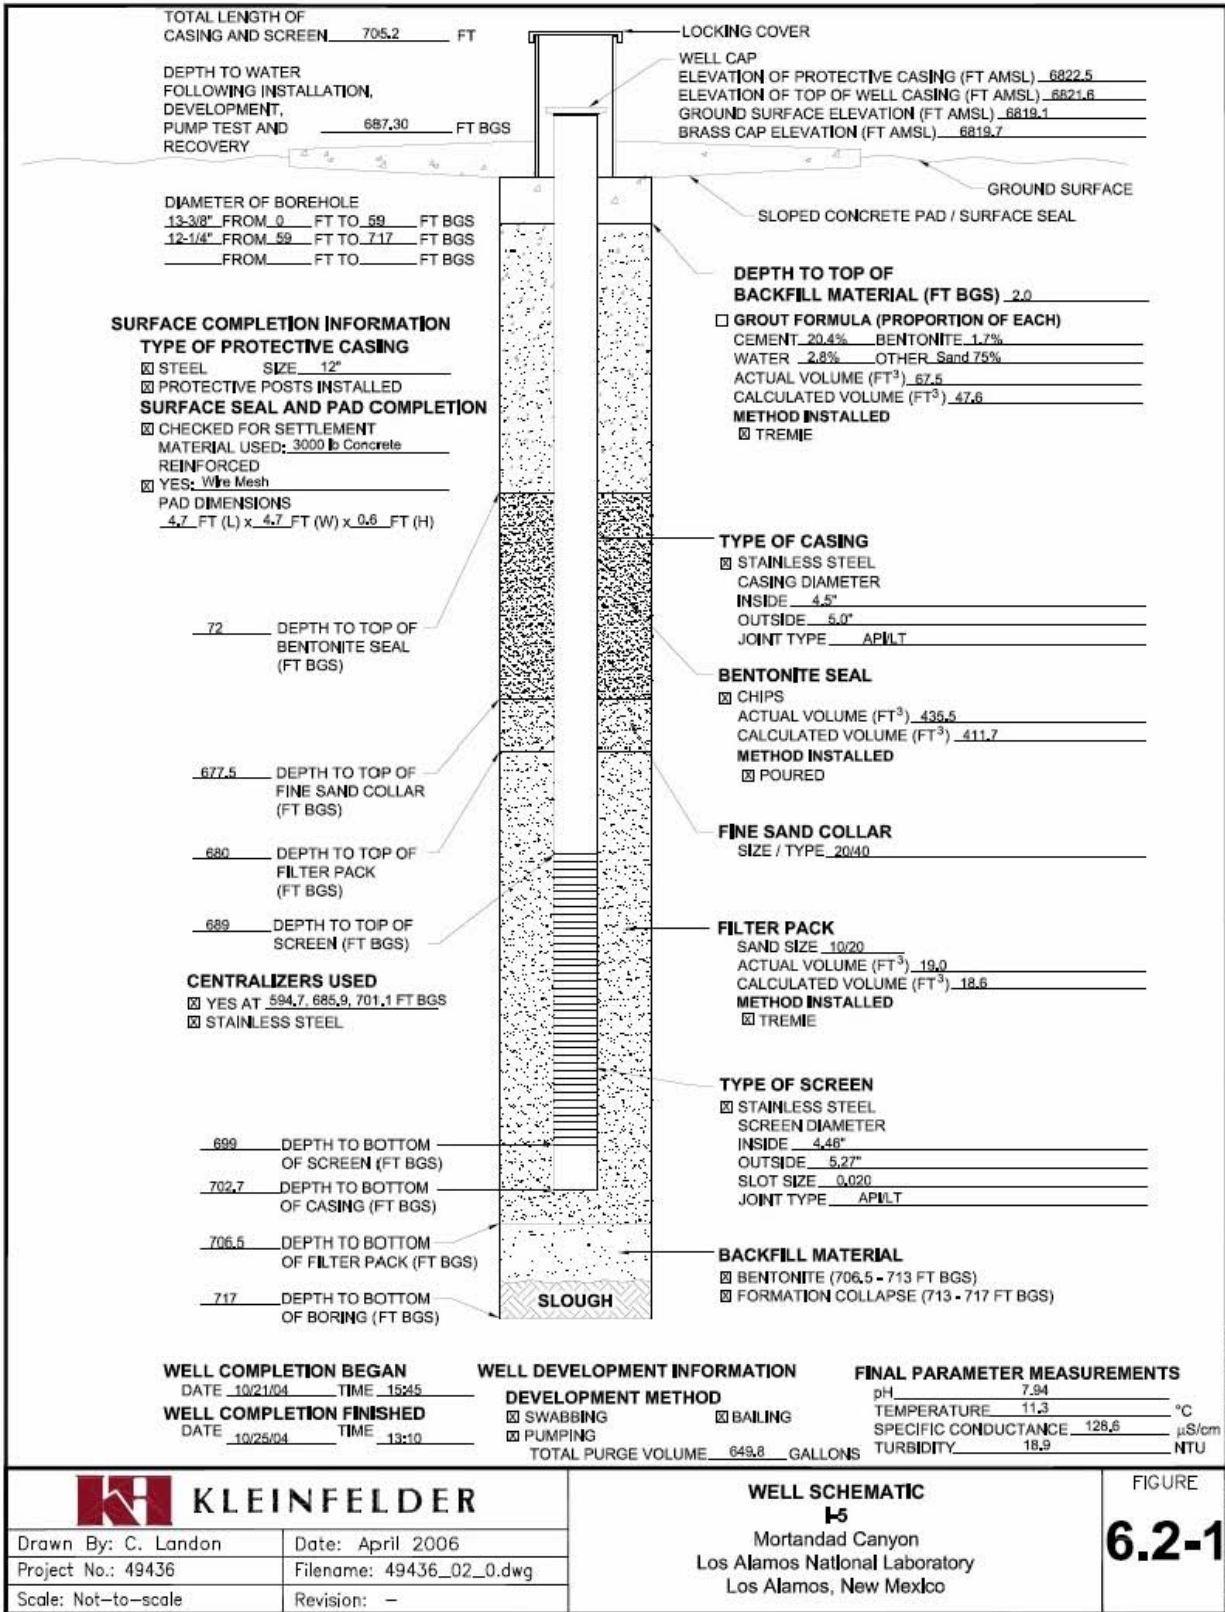 TOTAL LENGTH OF
CASING AND SCREEN 705.2 FT
DEPTH TO WATER
FOLLOWING INSTALLATION,
DEVELOPMENT,
PUMP TEST AND 687.30 FT BGS
RECOVERY
LOCKING COVER
WELL CAP
ELEVATION OF PROTECTIVE CASING (FT AMSL) 6822.5
ELEVATION OF TOP OF WELL CASING (FT AMSL) 6821.6
GROUND SURFACE ELEVATION (FT AMSL) 6819.1
BRASS CAP ELEVATION (FT AMSL) 6819.7
GROUND SURFACE
SLOPED CONCRETE PAD / SURFACE SEAL
DIAMETER OF BOREHOLE
13-3/8" FROM 0 FT TO 59 FT BGS
12-1/4" FROM 59 FT TO 717 FT BGS
FROM FT TO FT BGS
DEPTH TO TOP OF
BACKFILL MATERIAL (FT BGS) 2.0
☐ GROUT FORMULA (PROPORTION OF EACH)
CEMENT 20.4% BENTONITE 1.7%
WATER 2.8% OTHER Sand 75%
ACTUAL VOLUME (FT³) 67.5
CALCULATED VOLUME (FT³) 47.6
METHOD INSTALLED
☒ TREMIE
SURFACE COMPLETION INFORMATION
TYPE OF PROTECTIVE CASING
☒ STEEL SIZE 12"
☒ PROTECTIVE POSTS INSTALLED
SURFACE SEAL AND PAD COMPLETION
☒ CHECKED FOR SETTLEMENT
MATERIAL USED: 3000 lb Concrete
REINFORCED
☒ YES: Wire Mesh
PAD DIMENSIONS
4.7 FT (L) x 4.7 FT (W) x 0.6 FT (H)
TYPE OF CASING
☒ STAINLESS STEEL
CASING DIAMETER
INSIDE 4.5"
OUTSIDE 5.0"
JOINT TYPE API/LT
72 DEPTH TO TOP OF
BENTONITE SEAL
(FT BGS)
BENTONITE SEAL
☒ CHIPS
ACTUAL VOLUME (FT³) 435.5
CALCULATED VOLUME (FT³) 411.7
METHOD INSTALLED
☒ POURED
677.5 DEPTH TO TOP OF
FINE SAND COLLAR
(FT BGS)
FINE SAND COLLAR
SIZE / TYPE 20/40
680 DEPTH TO TOP OF
FILTER PACK
(FT BGS)
689 DEPTH TO TOP OF
SCREEN (FT BGS)
FILTER PACK
SAND SIZE 10/20
ACTUAL VOLUME (FT³) 19.0
CALCULATED VOLUME (FT³) 18.6
METHOD INSTALLED
☒ TREMIE
CENTRALIZERS USED
☒ YES AT 594.7, 685.9, 701.1 FT BGS
☒ STAINLESS STEEL
TYPE OF SCREEN
☒ STAINLESS STEEL
SCREEN DIAMETER
INSIDE 4.46"
OUTSIDE 5.27"
SLOT SIZE 0.020
JOINT TYPE API/LT
699 DEPTH TO BOTTOM
OF SCREEN (FT BGS)
702.7 DEPTH TO BOTTOM
OF CASING (FT BGS)
706.5 DEPTH TO BOTTOM
OF FILTER PACK (FT BGS)
717 DEPTH TO BOTTOM
OF BORING (FT BGS)
SLOUGH
BACKFILL MATERIAL
☒ BENTONITE (706.5 - 713 FT BGS)
☒ FORMATION COLLAPSE (713 - 717 FT BGS)
WELL COMPLETION BEGAN
DATE 10/21/04 TIME 15:45
WELL COMPLETION FINISHED
DATE 10/25/04 TIME 13:10
WELL DEVELOPMENT INFORMATION
DEVELOPMENT METHOD
☒ SWABBING ☒ BAILING
☒ PUMPING
TOTAL PURGE VOLUME 649.8 GALLONS
FINAL PARAMETER MEASUREMENTS
pH 7.94
TEMPERATURE 11.3 °C
SPECIFIC CONDUCTANCE 128.6 µS/cm
TURBIDITY 18.9 NTU
KLEINFELDER
Drawn By: C. Landon Date: April 2006
Project No.: 49436 Filename: 49436_02_0.dwg
Scale: Not-to-scale Revision: –
WELL SCHEMATIC
I-5
Mortandad Canyon
Los Alamos National Laboratory
Los Alamos, New Mexico
FIGURE
6.2-1